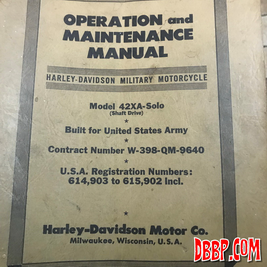 OPERATION and
MAINTENANCE
MANUAL
HARLEY-DAVIDSON MILITARY MOTORCYCLE
Model 42XA-Solo
(Shaft Drive)
Built for United States Army
Contract Number W-398-QM-9640
U.S.A. Registration Numbers:
614,903 to 615,902 Incl.
Harley-Davidson Motor Co.
Milwaukee, Wisconsin, U.S.A.
DBBP.COM